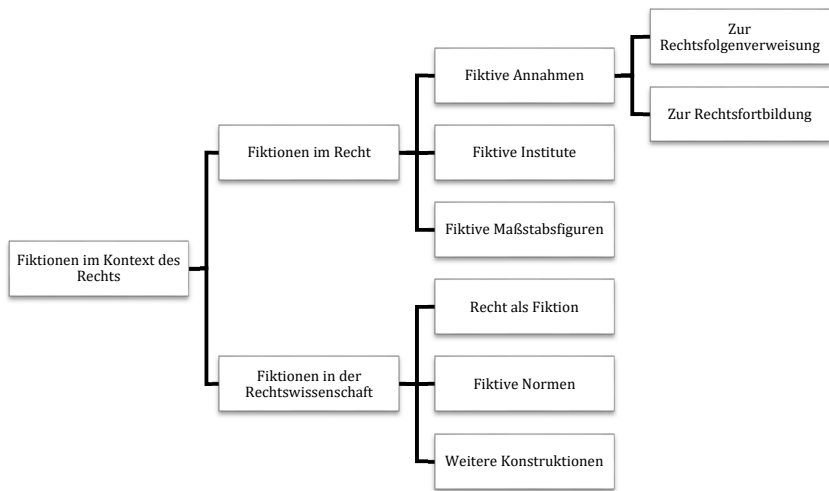 Zur
Rechtsfolgenverweisung
Fiktive Annahmen
Zur Rechtsfortbildung
Fiktionen im Recht
Fiktive Institute
Fiktive Maßstabsfiguren
Fiktionen im Kontext des
Rechts
Recht als Fiktion
Fiktionen in der
Rechtswissenschaft
Fiktive Normen
Weitere Konstruktionen